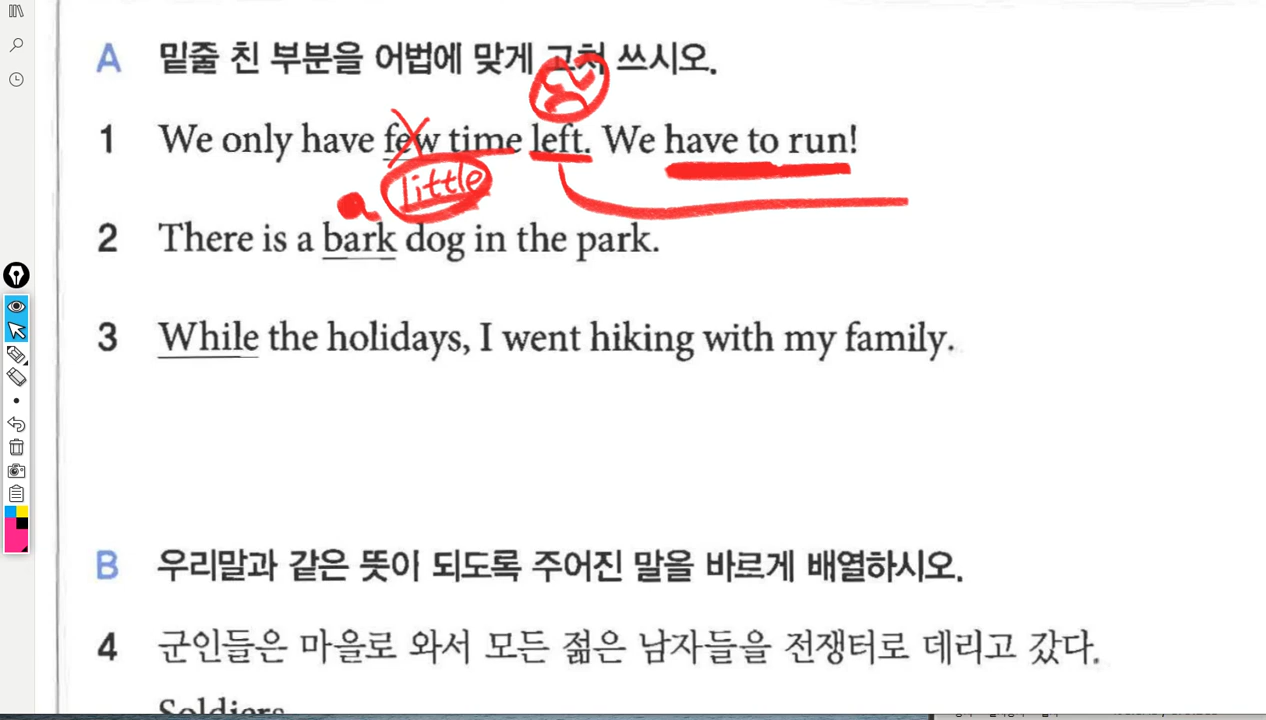 A 밑줄 친 부분을 어법에 맞게 고쳐 쓰시오.
1 We only have few time left. We have to run!
a little
2 There is a bark dog in the park.
3 While the holidays, I went hiking with my family.
B 우리말과 같은 뜻이 되도록 주어진 말을 바르게 배열하시오.
4 군인들은 마을로 와서 모든 젊은 남자들을 전쟁터로 데리고 갔다.
Soldiers